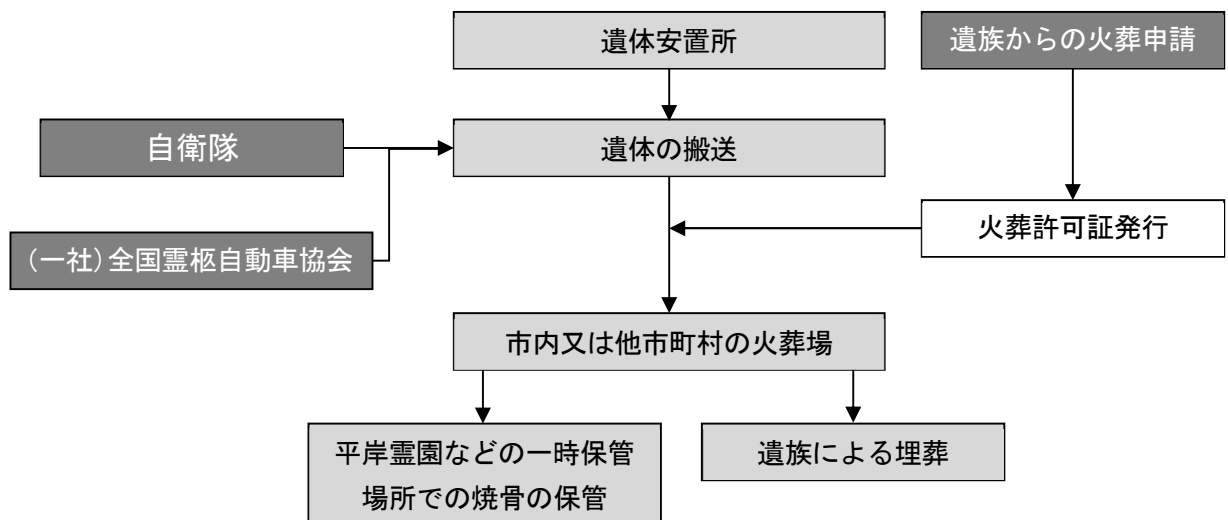 遺体安置所
遺族からの火葬申請
自衛隊
遺体の搬送
火葬許可証発行
（一社）全国霊柩自動車協会
市内又は他市町村の火葬場
平岸霊園などの一時保管
場所での焼骨の保管
遺族による埋葬